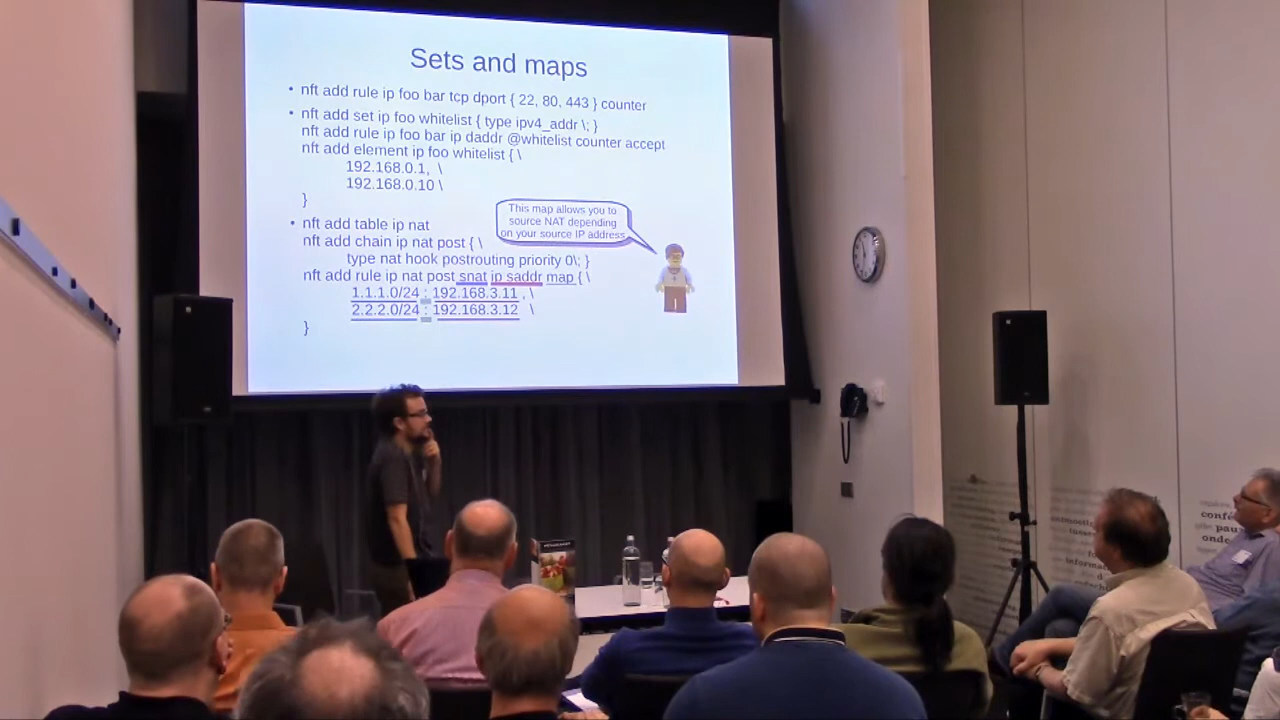 Sets and maps
• nft add rule ip foo bar tcp dport { 22, 80, 443 } counter
• nft add set ip foo whitelist { type ipv4_addr \; }
nft add rule ip foo bar ip daddr @whitelist counter accept
nft add element ip foo whitelist { \
192.168.0.1, \
192.168.0.10 \
}
• nft add table ip nat
nft add chain ip nat post { \
type nat hook postrouting priority 0\; }
nft add rule ip nat post snat ip saddr map { \
1.1.1.0/24 : 192.168.3.11 , \
2.2.2.0/24 : 192.168.3.12 \
}
This map allows you to
source NAT depending
on your source IP address